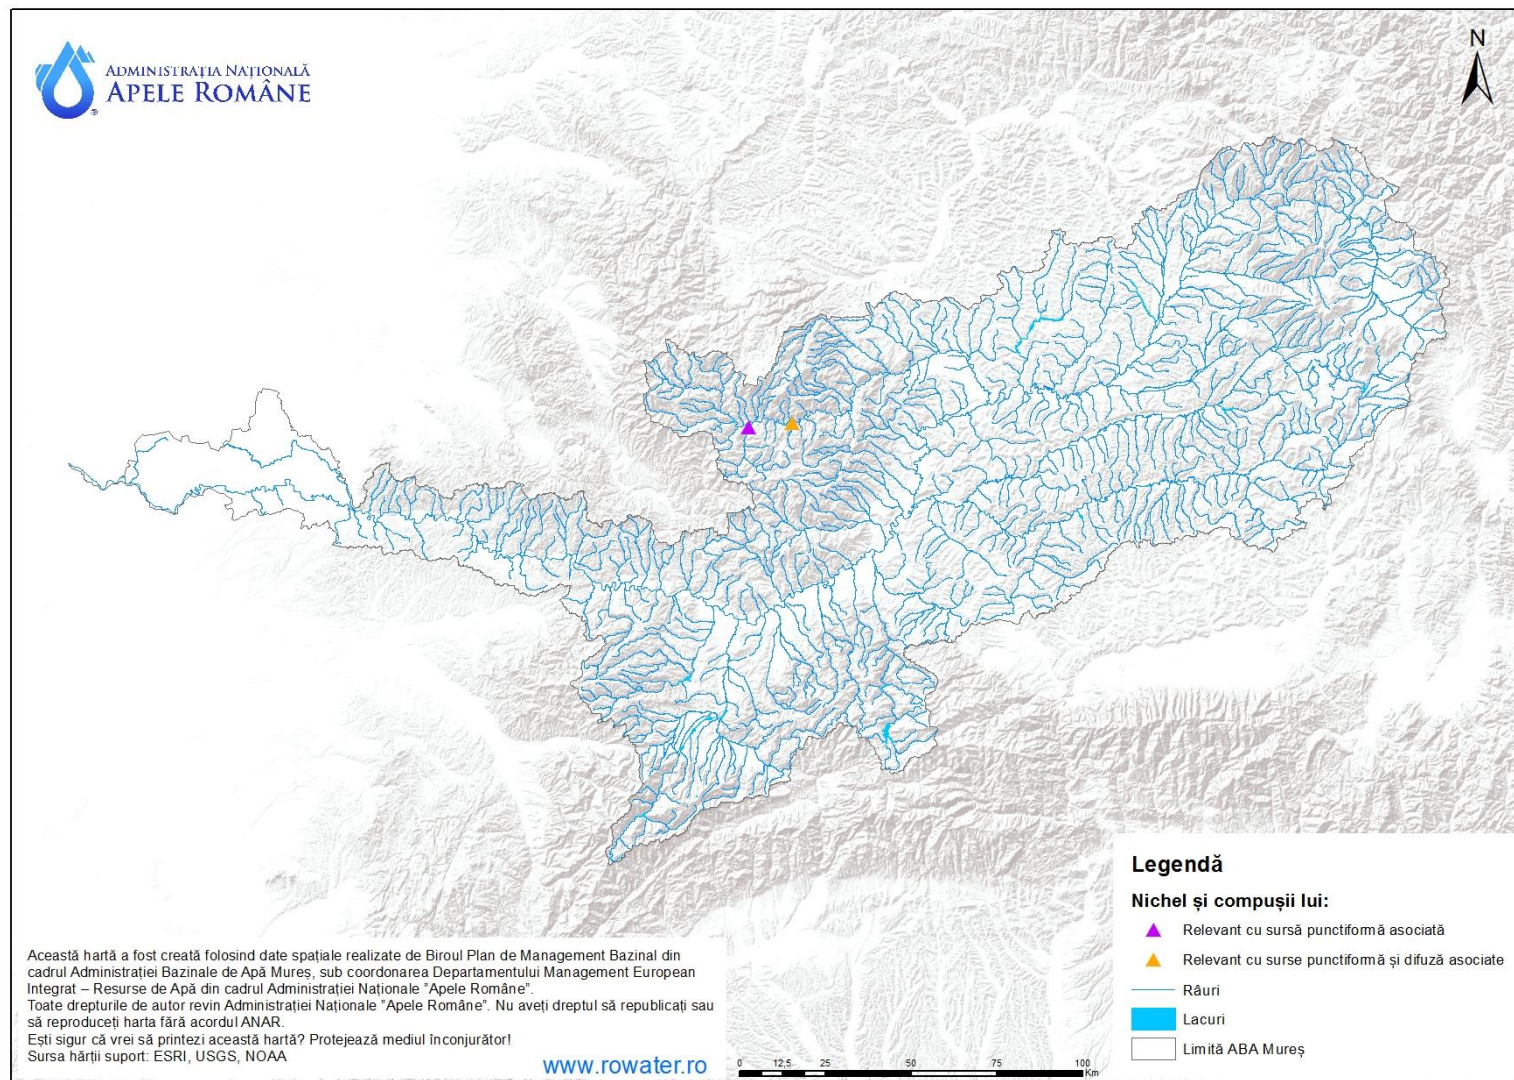 ADMINISTRAȚIA NAȚIONALĂ
APELE ROMÂNE
®
N
Legendă
Nichel și compușii lui:
Relevant cu sursă punctiformă asociată
Relevant cu surse punctiformă și difuză asociate
Râuri
Lacuri
Limită ABA Mureș
Această hartă a fost creată folosind date spațiale realizate de Biroul Plan de Management Bazinal din
cadrul Administrației Bazinale de Apă Mureș, sub coordonarea Departamentului Management European
Integrat – Resurse de Apă din cadrul Administrației Naționale "Apele Române".
Toate drepturile de autor revin Administrației Naționale "Apele Române". Nu aveți dreptul să republicați sau
să reproduceți harta fără acordul ANAR.
Ești sigur că vrei să printezi această hartă? Protejează mediul înconjurător!
Sursa hărții suport: ESRI, USGS, NOAA
www.rowater.ro
0 12,5 25 50 75 100
Km